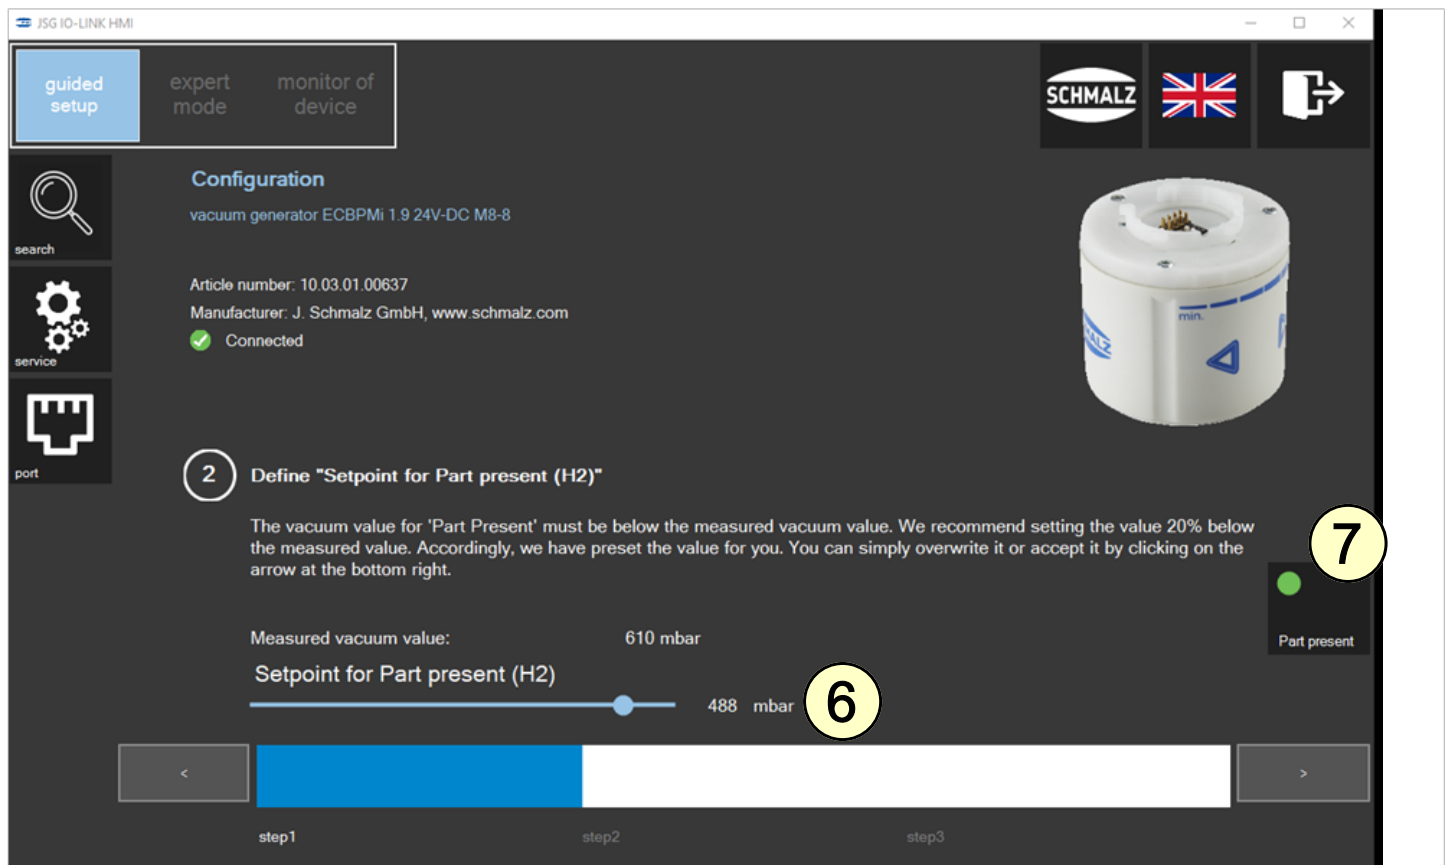 JSG IO-LINK HMI
guided
setup
expert
mode
monitor of
device
SCHMALZ
search
service
port
Configuration
vacuum generator ECBPMi 1.9 24V-DC M8-8
Article number: 10.03.01.00637
Manufacturer: J. Schmalz GmbH, www.schmalz.com
Connected
min.
2
Define "Setpoint for Part present (H2)"
The vacuum value for 'Part Present' must be below the measured vacuum value. We recommend setting the value 20% below
the measured value. Accordingly, we have preset the value for you. You can simply overwrite it or accept it by clicking on the
arrow at the bottom right.
7
Part present
Measured vacuum value: 610 mbar
Setpoint for Part present (H2)
488 mbar
6
<
>
step1
step2
step3